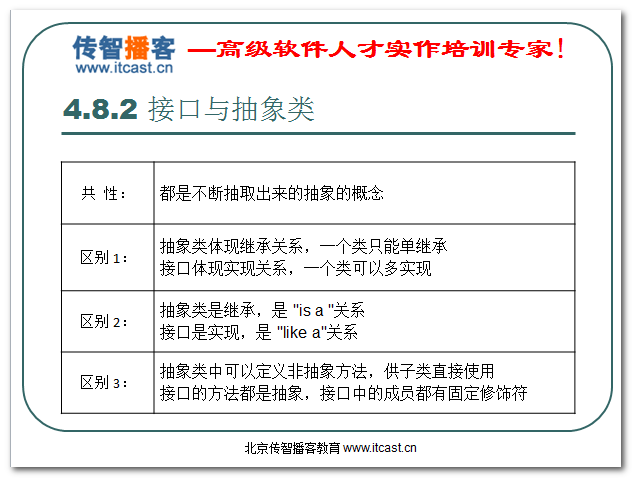 传智播客 —高级软件人才实作培训专家!
www.itcast.cn
4.8.2 接口与抽象类
共 性：
都是不断抽取出来的抽象的概念
区别1：
抽象类体现继承关系，一个类只能单继承
接口体现实现关系，一个类可以多实现
区别2：
抽象类是继承，是 "is a "关系
接口是实现，是 "like a"关系
区别3：
抽象类中可以定义非抽象方法，供子类直接使用
接口的方法都是抽象，接口中的成员都有固定修饰符
北京传智播客教育 www.itcast.cn